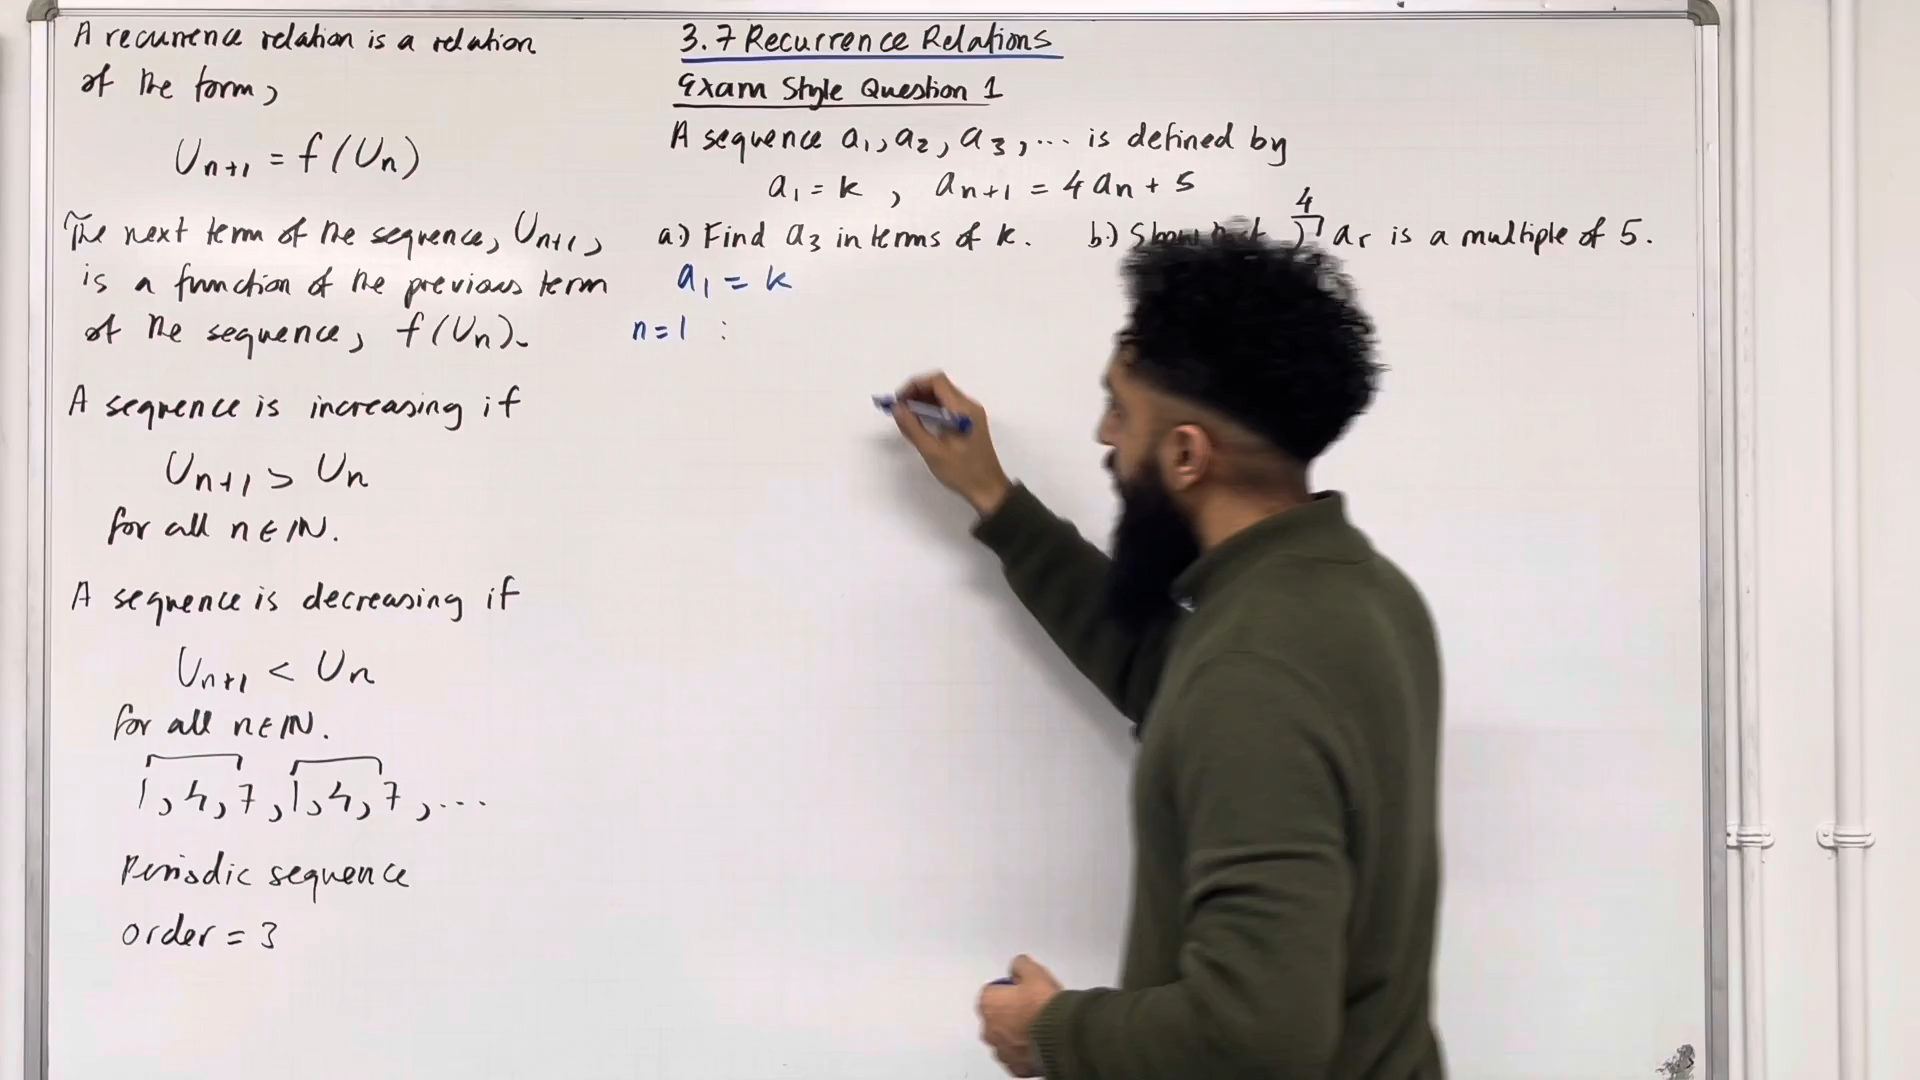 A recurrence relation is a relation
of the form,
Un+1 = f(Un)
The next term of the sequence, Un+1,
is a function of the previous term
of the sequence, f(Un).
A sequence is increasing if
Un+1 > Un
for all n ∈ ℕ.
A sequence is decreasing if
Un+1 < Un
for all n ∈ ℕ.
1, 4, 7, 1, 4, 7, ...
Periodic sequence
order = 3
3.7 Recurrence Relations
Exam Style Question 1
A sequence a1, a2, a3, ... is defined by
a1 = k , an+1 = 4an + 5
a.) Find a3 in terms of k.
b.) Show that 4 ∑ ar is a multiple of 5.
a1 = k
n = 1 :